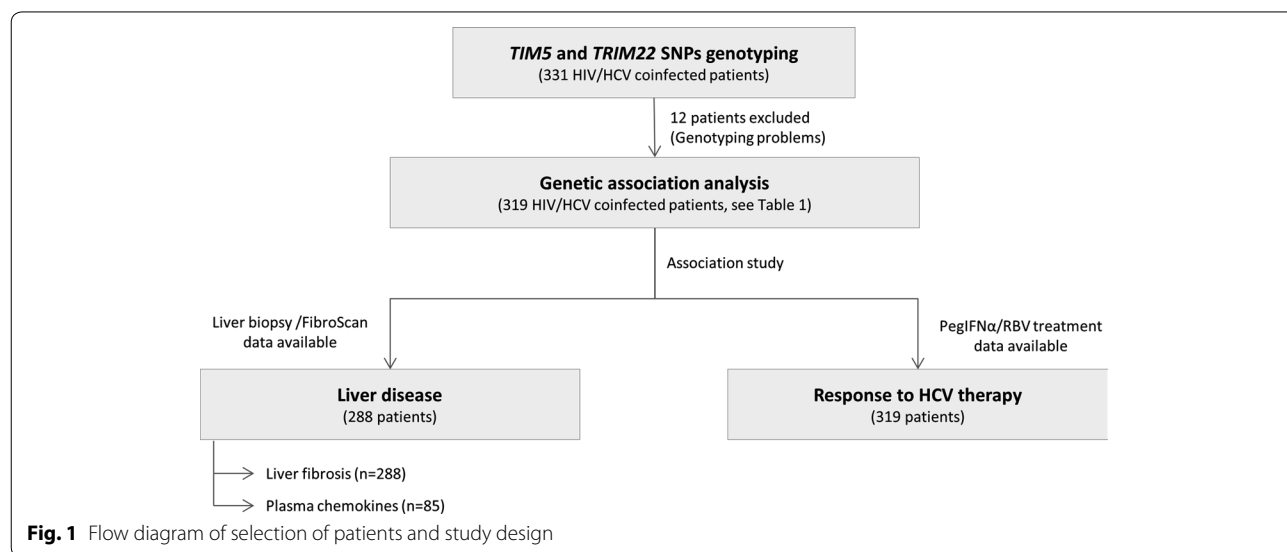 TIM5 and TRIM22 SNPs genotyping
(331 HIV/HCV coinfected patients)
12 patients excluded
(Genotyping problems)
Genetic association analysis
(319 HIV/HCV coinfected patients, see Table 1)
Association study
Liver biopsy /FibroScan
data available
PegIFNα/RBV treatment
data available
Liver disease
(288 patients)
Response to HCV therapy
(319 patients)
Liver fibrosis (n=288)
Plasma chemokines (n=85)
Fig. 1 Flow diagram of selection of patients and study design